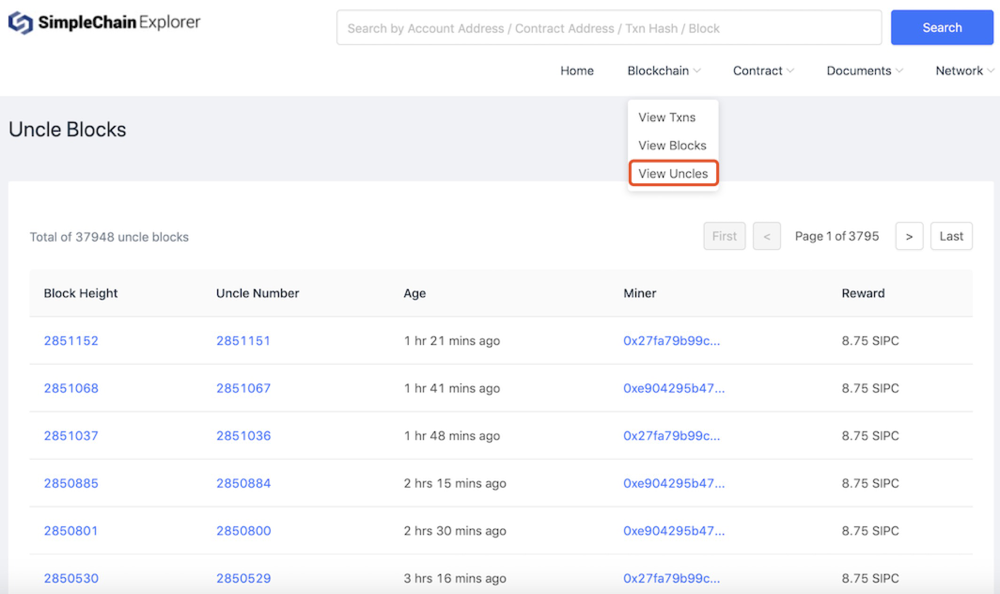 SimpleChain Explorer
Search by Account Address / Contract Address / Txn Hash / Block
Search
Home Blockchain Contract Documents Network
View Txns
View Blocks
View Uncles
Uncle Blocks
Total of 37948 uncle blocks
First < Page 1 of 3795 > Last
Block Height Uncle Number Age Miner Reward
2851152 2851151 1 hr 21 mins ago 0x27fa79b99c... 8.75 SIPC
2851068 2851067 1 hr 41 mins ago 0xe904295b47... 8.75 SIPC
2851037 2851036 1 hr 48 mins ago 0x27fa79b99c... 8.75 SIPC
2850885 2850884 2 hrs 15 mins ago 0xe904295b47... 8.75 SIPC
2850801 2850800 2 hrs 30 mins ago 0xe904295b47... 8.75 SIPC
2850530 2850529 3 hrs 16 mins ago 0x27fa79b99c... 8.75 SIPC